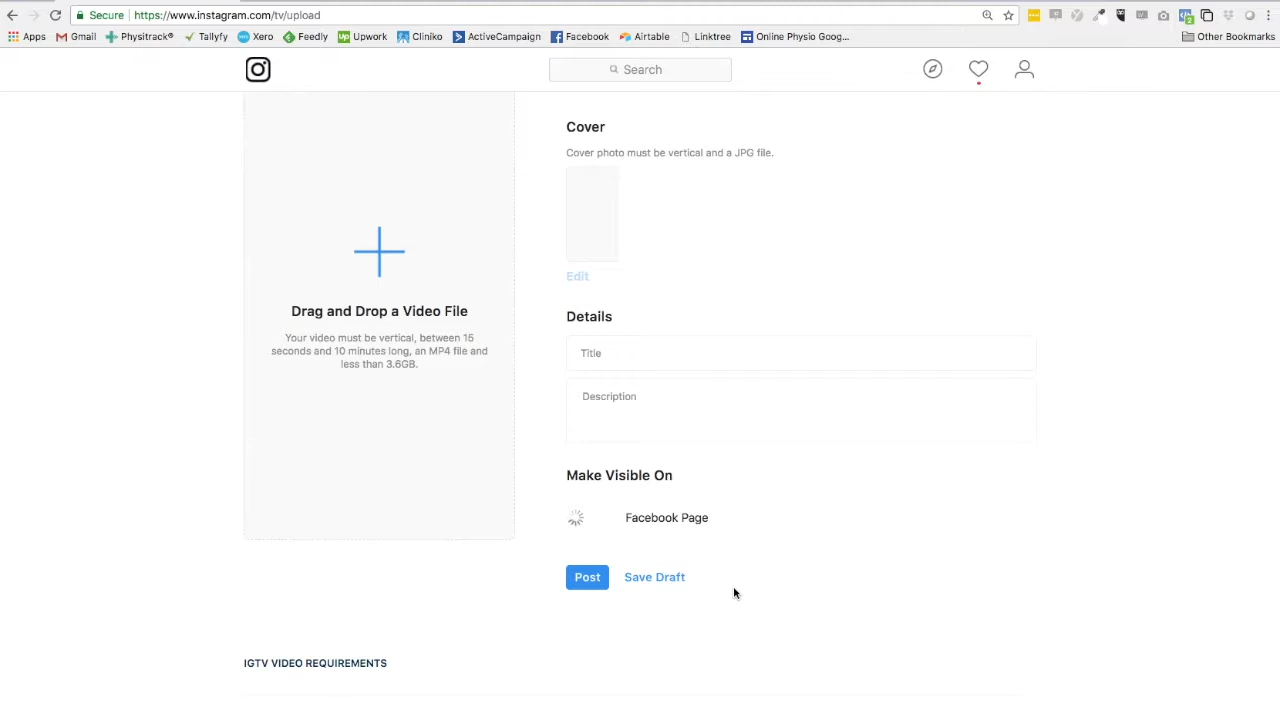 Secure https://www.instagram.com/tv/upload
Apps Gmail Physitrack® Tallyfy Xero Feedly Upwork Cliniko ActiveCampaign Facebook Airtable Linktree Online Physio Goog... Other Bookmarks
Search
Cover
Cover photo must be vertical and a JPG file.
Edit
Drag and Drop a Video File
Your video must be vertical, between 15
seconds and 10 minutes long, an MP4 file and
less than 3.6GB.
Details
Title
Description
Make Visible On
Facebook Page
Post Save Draft
IGTV VIDEO REQUIREMENTS